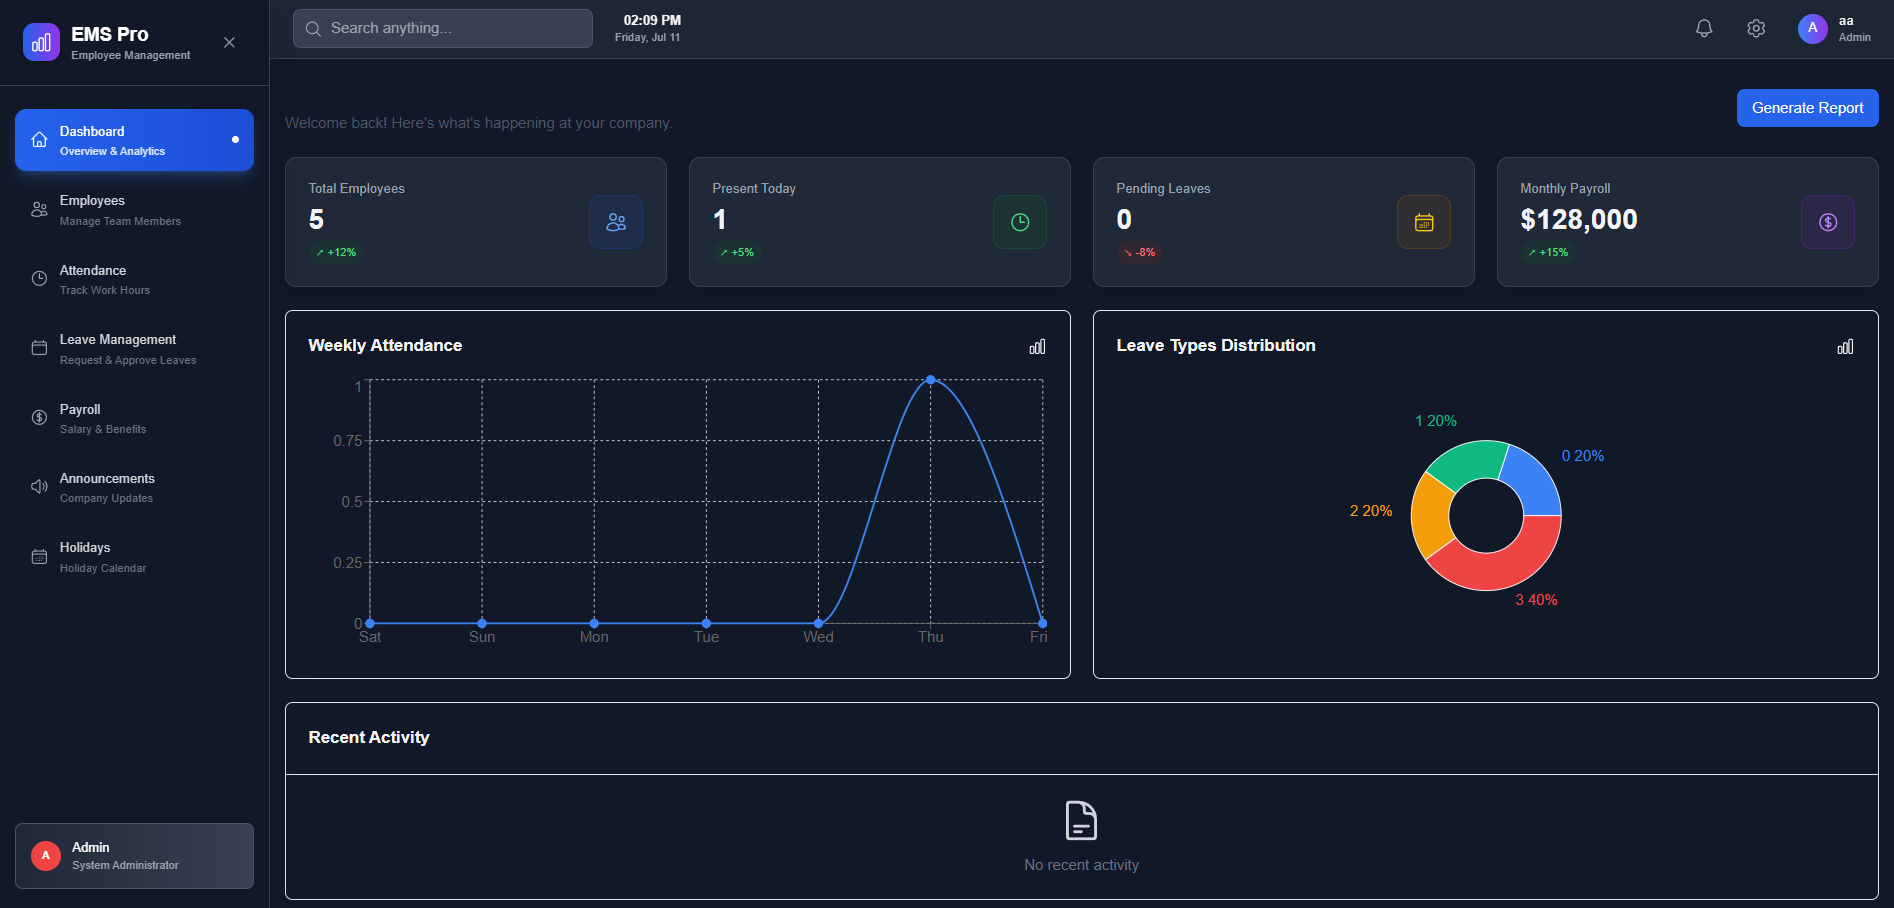 EMS Pro
Employee Management
Dashboard
Overview & Analytics
Employees
Manage Team Members
Attendance
Track Work Hours
Leave Management
Request & Approve Leaves
Payroll
Salary & Benefits
Announcements
Company Updates
Holidays
Holiday Calendar
A
Admin
System Administrator
Search anything...
02:09 PM
Friday, Jul 11
A
aa
Admin
Welcome back! Here's what's happening at your company.
Generate Report
Total Employees
5
↗ +12%
Present Today
1
↗ +5%
Pending Leaves
0
↘ -8%
Monthly Payroll
$128,000
↗ +15%
Weekly Attendance
1
0.75
0.5
0.25
0
Sat Sun Mon Tue Wed Thu Fri
Leave Types Distribution
1 20%
0 20%
2 20%
3 40%
Recent Activity
No recent activity